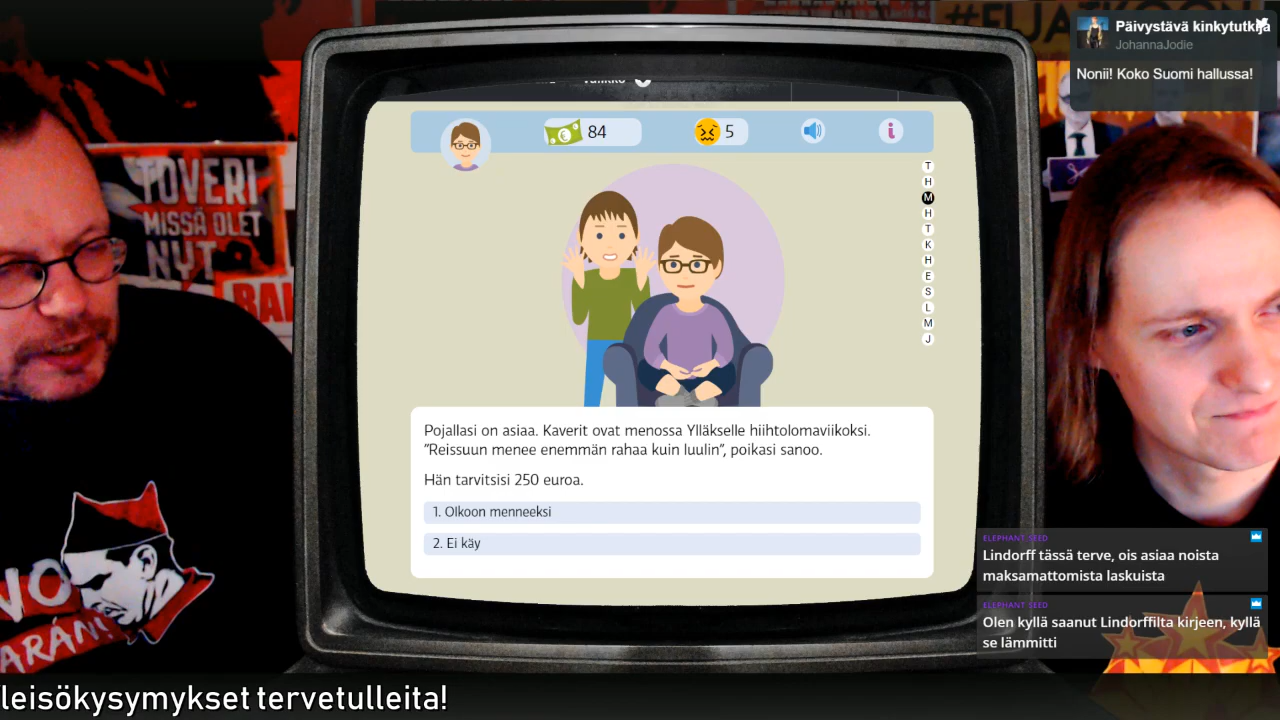 #EIJATKOON
Päivystävä kinkytutkija
JohannaJodie
Nonii! Koko Suomi hallussa!
TOVERI
MISSÄ OLET
NYT
84
5
T
H
M
H
T
K
H
E
S
L
M
J
Pojallasi on asiaa. Kaverit ovat menossa Ylläkselle hiihtolomaviikoksi.
”Reissuun menee enemmän rahaa kuin luulin”, poikasi sanoo.
Hän tarvitsisi 250 euroa.
1. Olkoon menneeksi
2. Ei käy
ELEPHANT SEED
Lindorff tässä terve, ois asiaa noista
maksamattomista laskuista
ELEPHANT SEED
Olen kyllä saanut Lindorffilta kirjeen, kyllä
se lämmitti
ARÁN!
leisökysymykset tervetulleita!